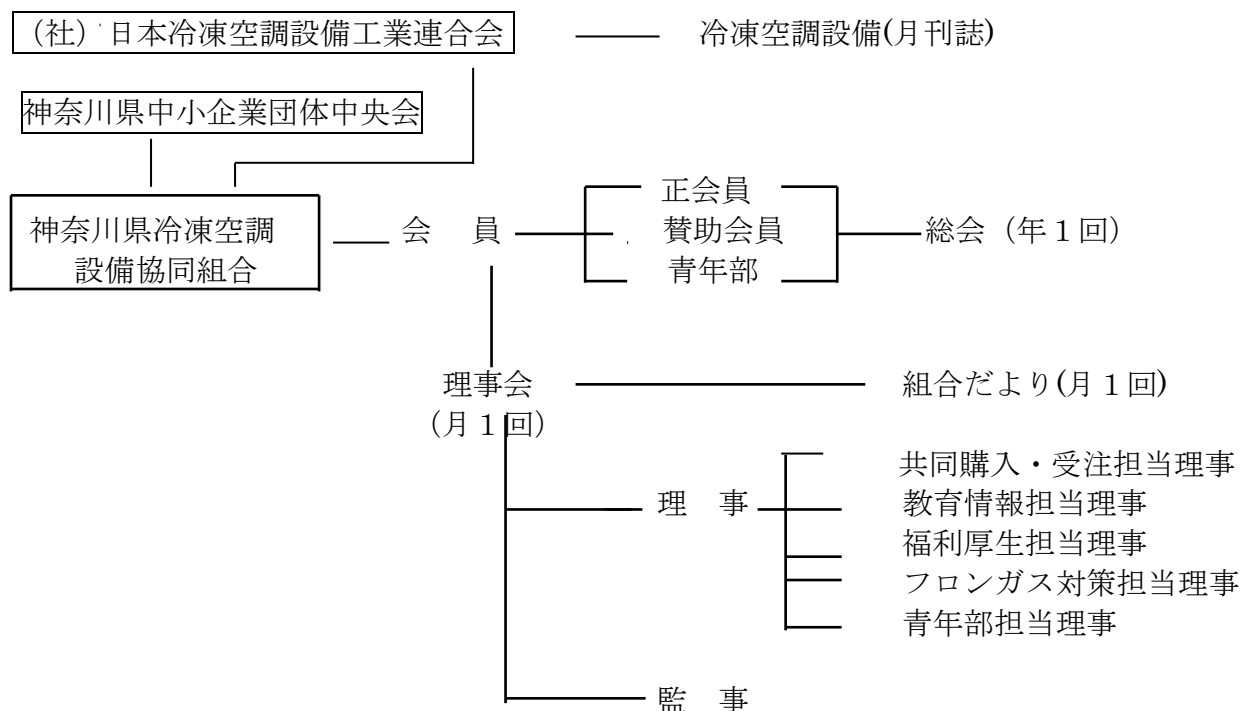 （社）日本冷凍空調設備工業連合会 冷凍空調設備(月刊誌)
神奈川県中小企業団体中央会
神奈川県冷凍空調
設備協同組合
会　員
正会員
賛助会員
青年部
総会（年１回）
理事会
（月１回）
組合だより(月１回)
理　事
共同購入・受注担当理事
教育情報担当理事
福利厚生担当理事
フロンガス対策担当理事
青年部担当理事
監　事